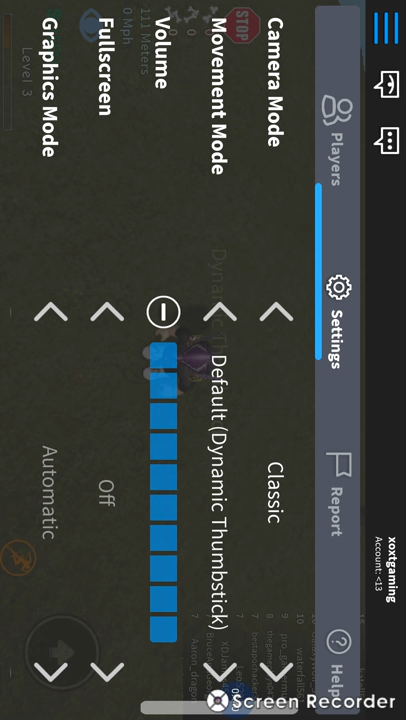 xoxtgaming
Account: <13
Players
Settings
Report
Help
Camera Mode
Classic
Movement Mode
Default (Dynamic Thumbstick)
Volume
Fullscreen
Off
Graphics Mode
Automatic
STOP
111 Meters
0 Mph
Level 3
Screen Recorder